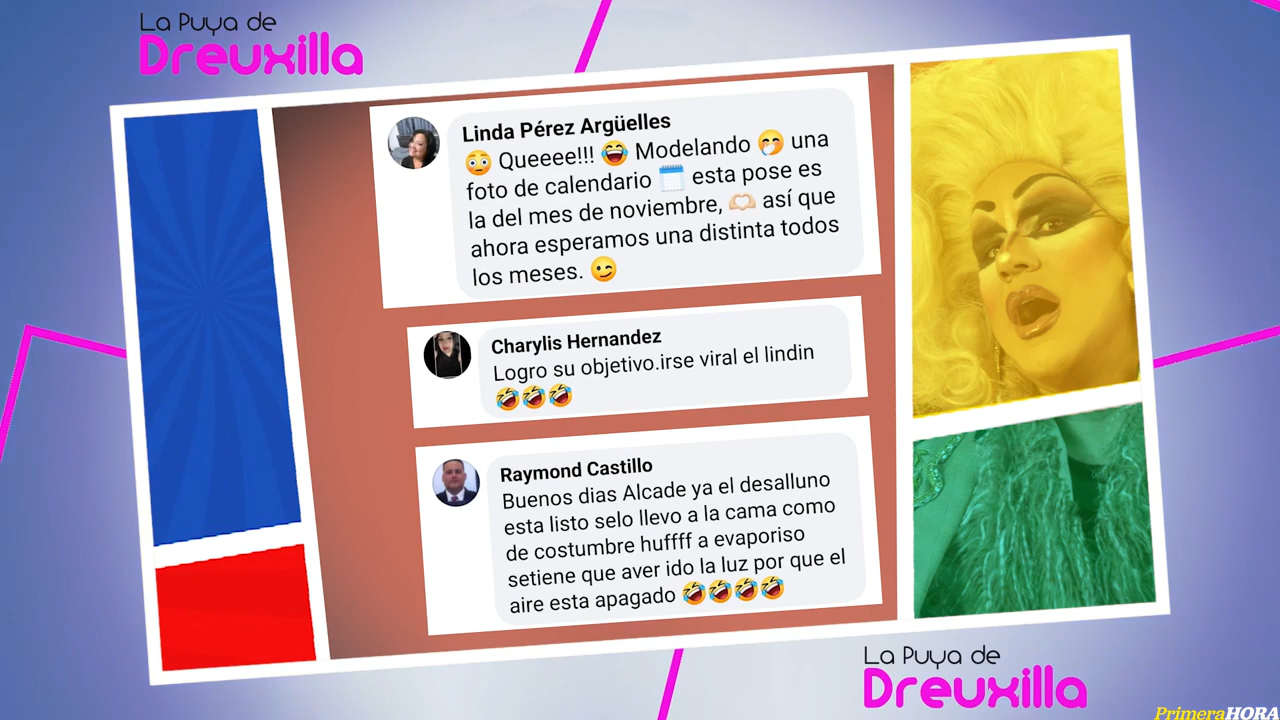 La Puya de
Dreuxilla
Linda Pérez Argüelles
😳 Queeee!!! 😂 Modelando 🤭 una
foto de calendario 🗓️ esta pose es
la del mes de noviembre, 🫶🏻 así que
ahora esperamos una distinta todos
los meses. 😉
Charylis Hernandez
Logro su objetivo.irse viral el lindin
🤣🤣🤣
Raymond Castillo
Buenos dias Alcade ya el desalluno
esta listo selo llevo a la cama como
de costumbre huffff a evaporiso
setiene que aver ido la luz por que el
aire esta apagado 🤣🤣🤣🤣
La Puya de
Dreuxilla
PrimeraHORA